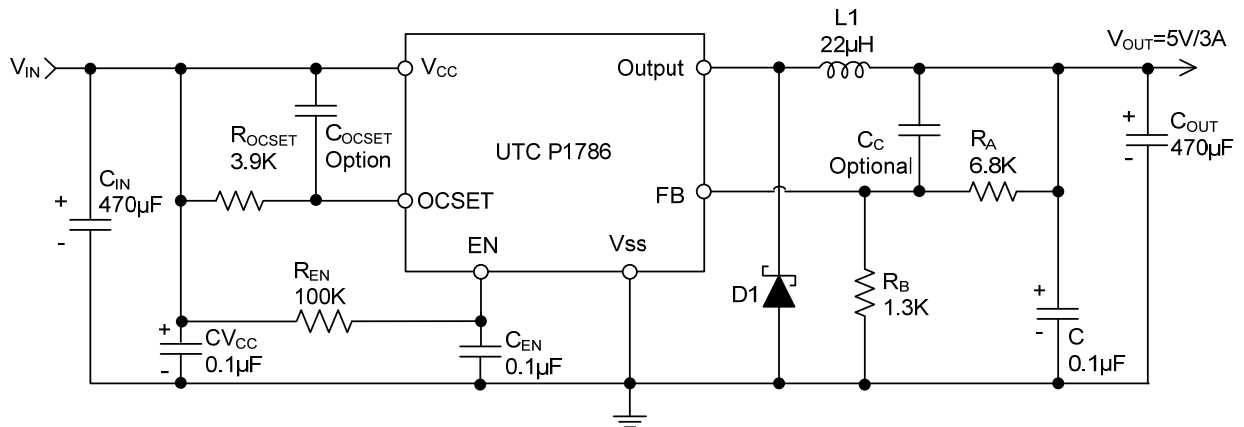 L1
22µH
VOUT=5V/3A
VIN
VCC
Output
ROCSET
3.9K
COCSET
Option
UTC P1786
CC
Optional
RA
6.8K
+
COUT
470µF
-
+
CIN
470µF
-
OCSET
FB
EN
Vss
REN
100K
D1
RB
1.3K
+
-
C
0.1µF
+
CVCC
0.1µF
-
CEN
0.1µF